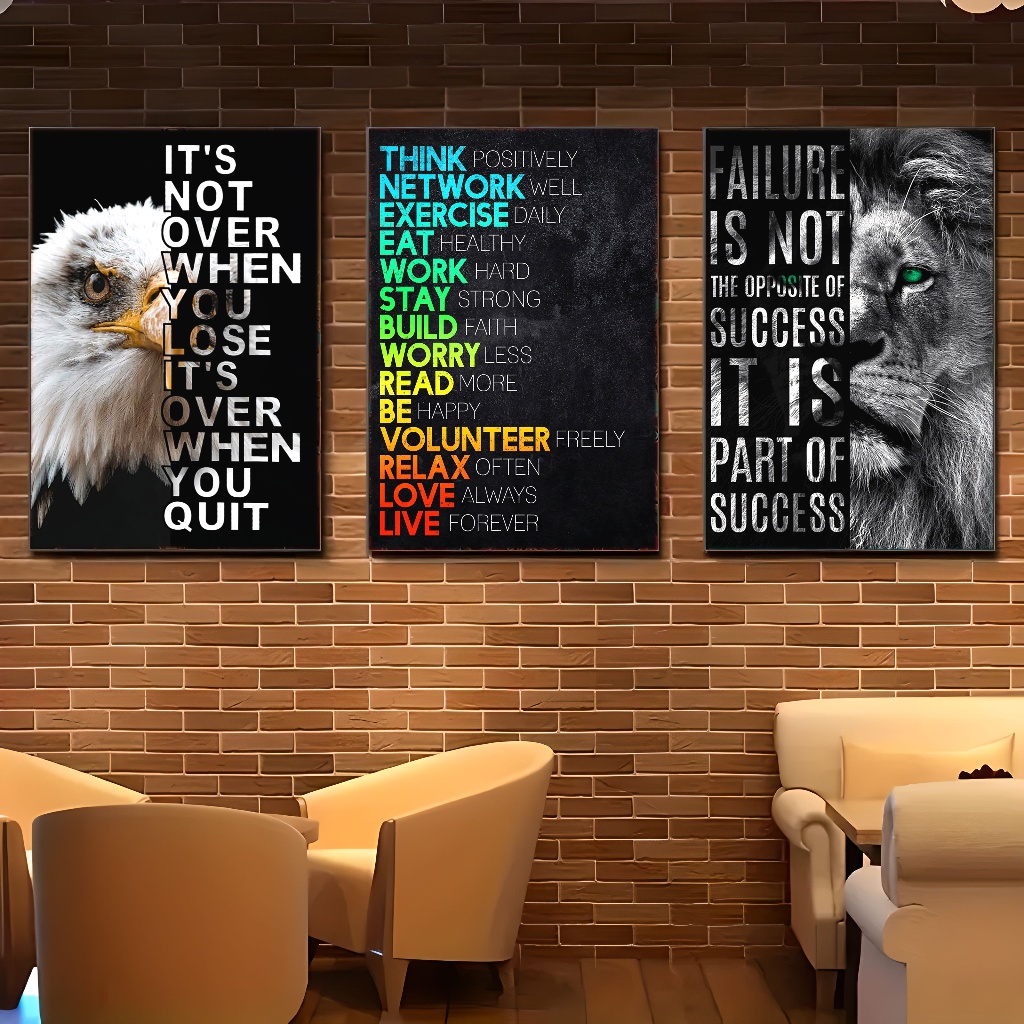 IT'S
NOT
OVER
WHEN
YOU
LOSE
IT'S
OVER
WHEN
YOU
QUIT
THINK POSITIVELY
NETWORK WELL
EXERCISE DAILY
EAT HEALTHY
WORK HARD
STAY STRONG
BUILD FAITH
WORRY LESS
READ MORE
BE HAPPY
VOLUNTEER FREELY
RELAX OFTEN
LOVE ALWAYS
LIVE FOREVER
FAILURE
IS NOT
THE OPPOSITE OF
SUCCESS
IT IS
PART OF
SUCCESS